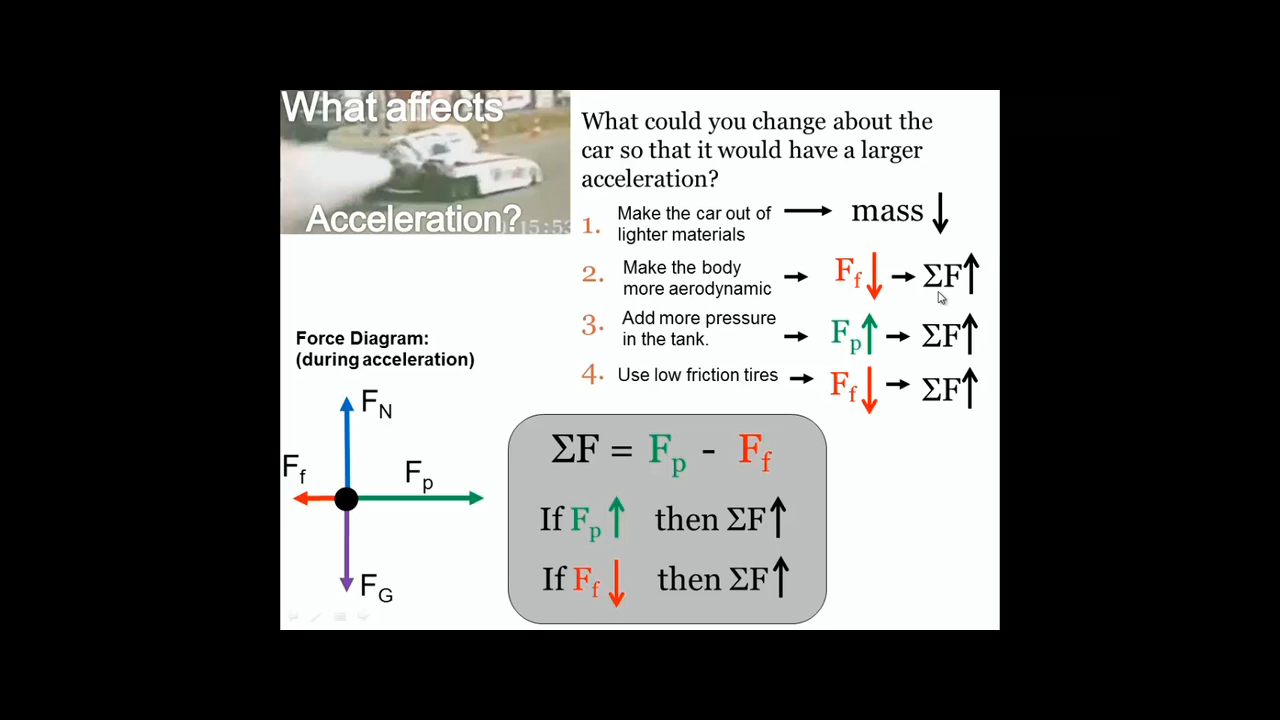 What affects
Acceleration?
15:53
What could you change about the
car so that it would have a larger
acceleration?
1. Make the car out of
lighter materials
→ mass ↓
2. Make the body
more aerodynamic
→ Ff ↓ → ΣF ↑
3. Add more pressure
in the tank.
→ Fp ↑ → ΣF ↑
4. Use low friction tires → Ff ↓ → ΣF ↑
Force Diagram:
(during acceleration)
FN
Ff
Fp
FG
ΣF = Fp - Ff
If Fp ↑ then ΣF ↑
If Ff ↓ then ΣF ↑